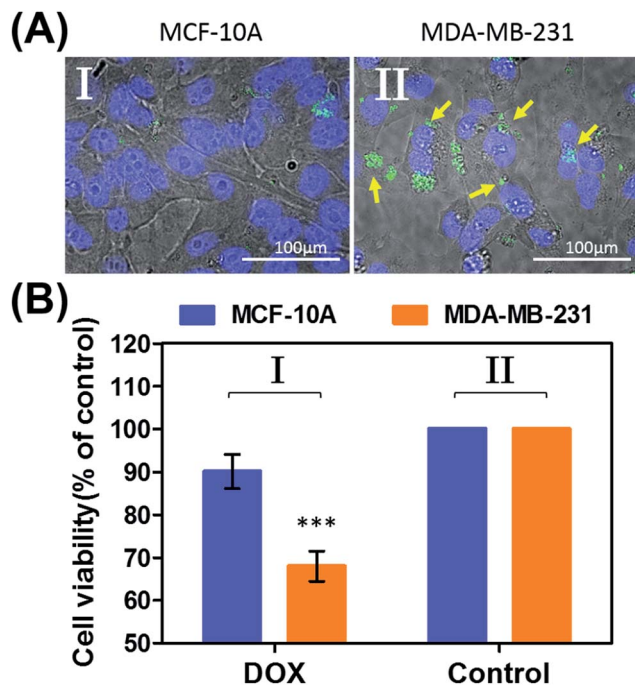 (A)
MCF-10A MDA-MB-231
I II
100μm 100μm
(B)
MCF-10A MDA-MB-231
Cell viability(% of control)
120
110
100
90
80
70
60
50
I II
***
DOX Control